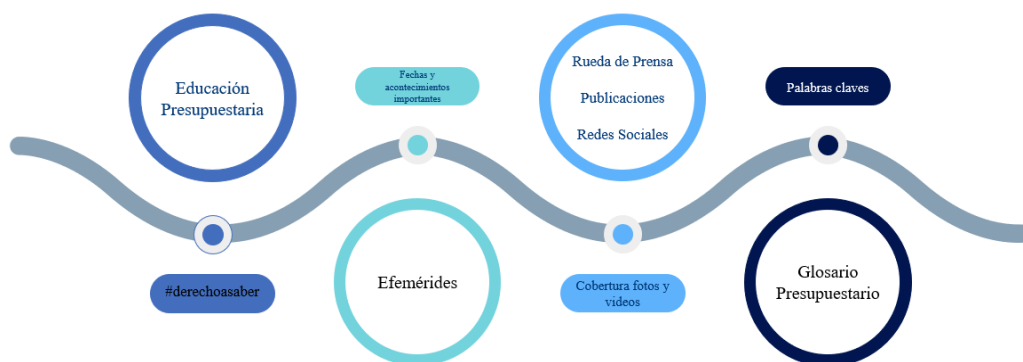 Educación
Presupuestaria
#derechoasaber
Fechas y
acontecimientos
importantes
Efemérides
Rueda de Prensa
Publicaciones
Redes Sociales
Cobertura fotos y
videos
Palabras claves
Glosario
Presupuestario